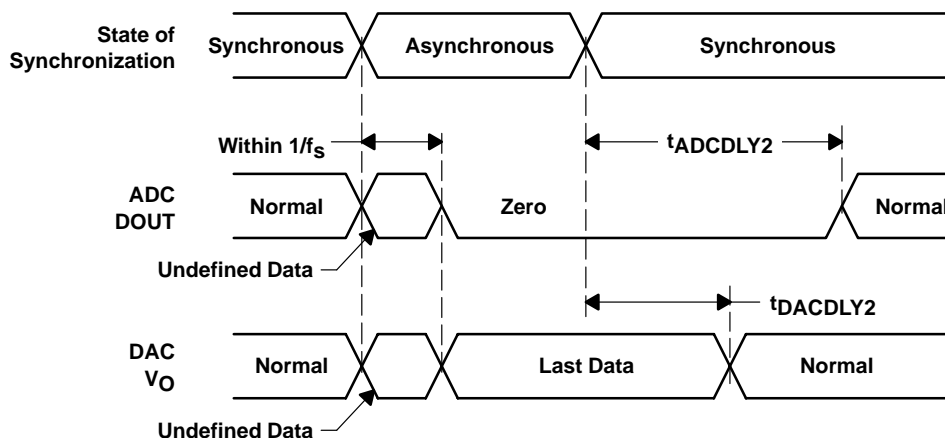 State of
Synchronization
Synchronous
Asynchronous
Synchronous
Within 1/fs
tADCDLY2
ADC
DOUT
Normal
Zero
Normal
Undefined Data
tDACDLY2
DAC
VO
Normal
Last Data
Normal
Undefined Data